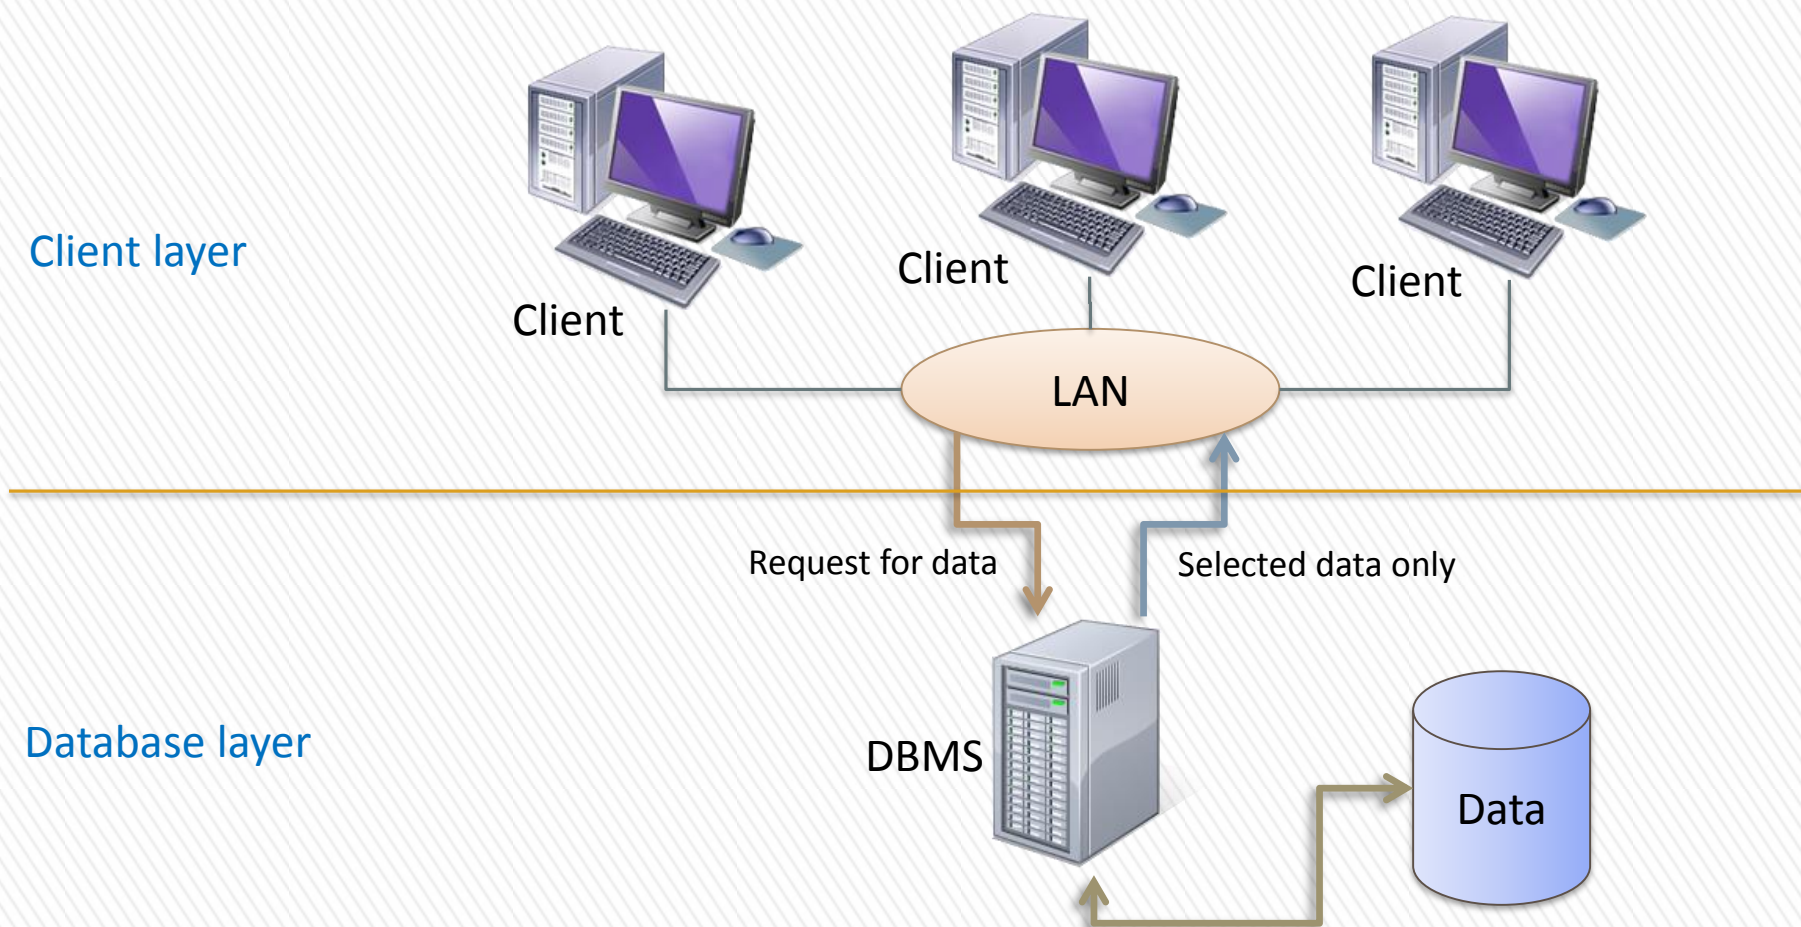 Client layer
Client
Client
Client
LAN
Request for data
Selected data only
Database layer
DBMS
Data